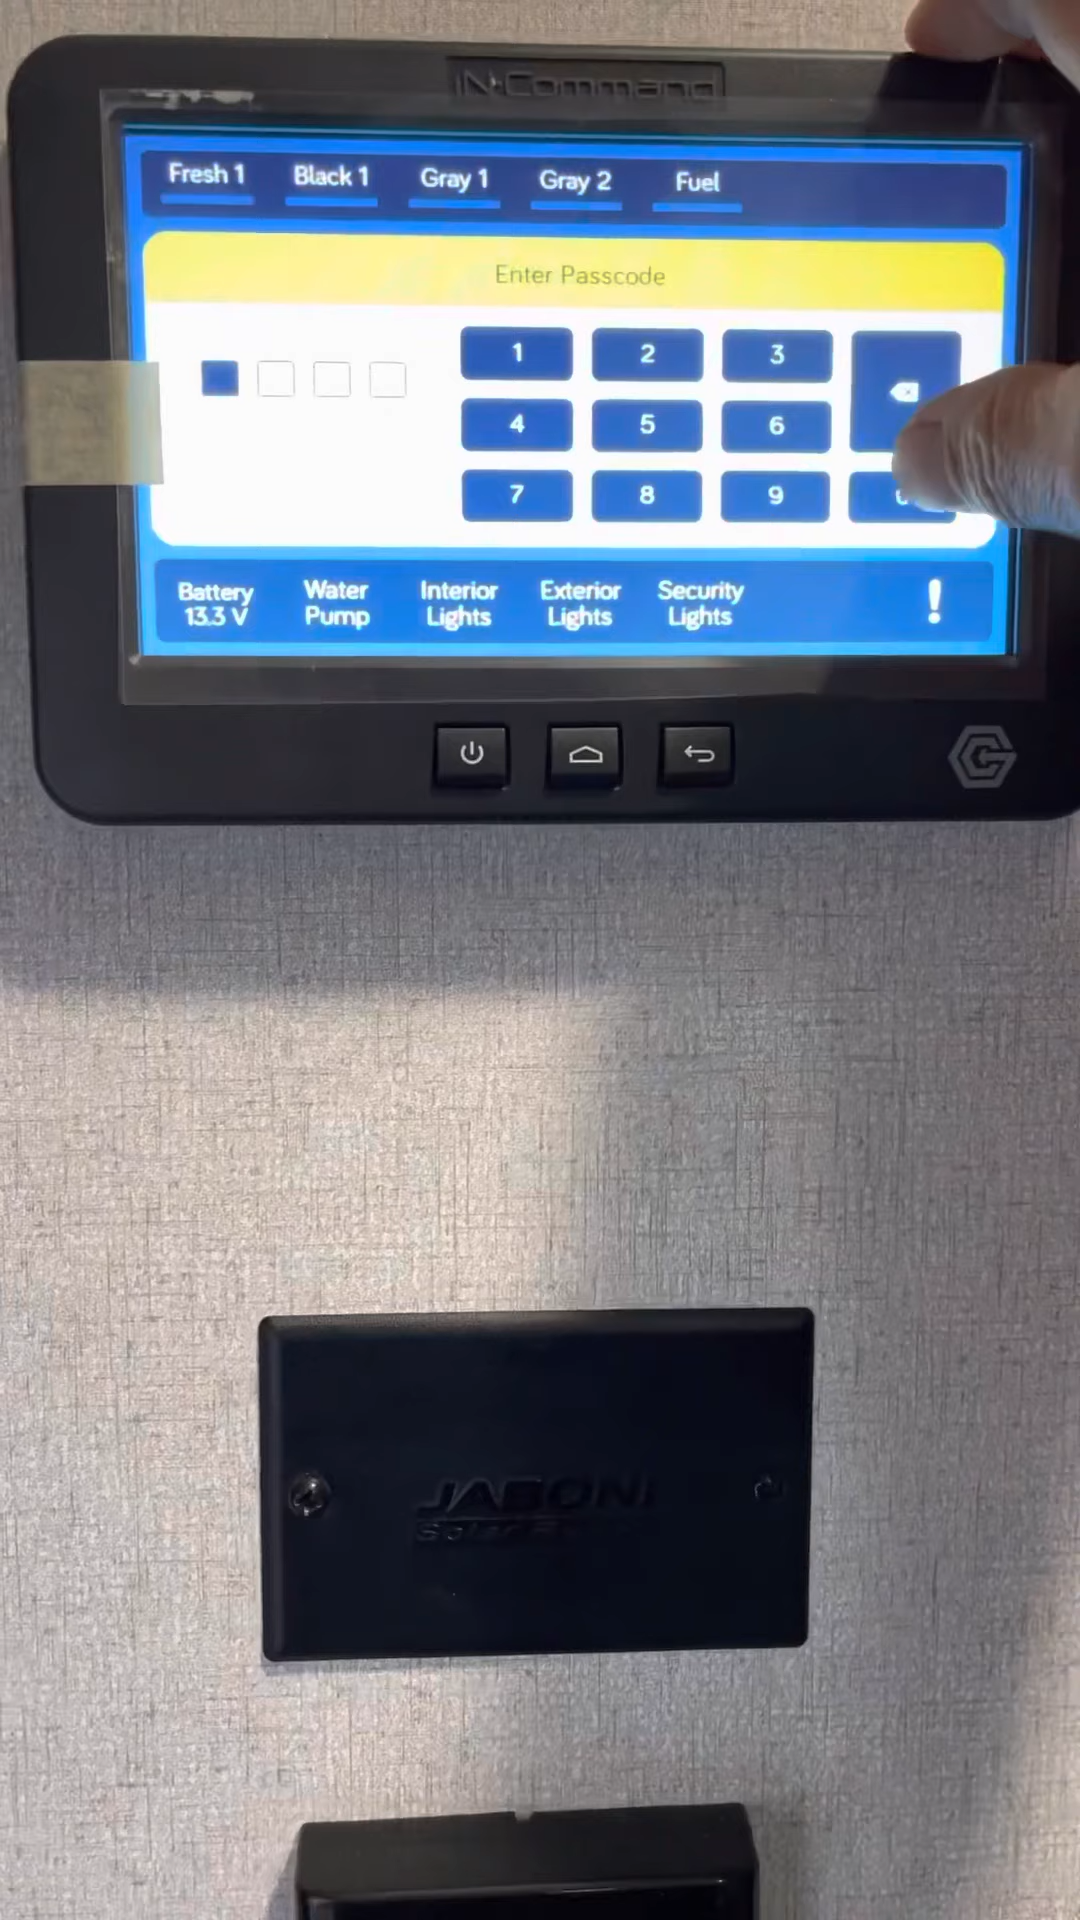 iN·Command
Fresh 1 Black 1 Gray 1 Gray 2 Fuel
Enter Passcode
1 2 3
4 5 6
7 8 9
Battery Water Interior Exterior Security
13.3 V Pump Lights Lights Lights
!
JABONI